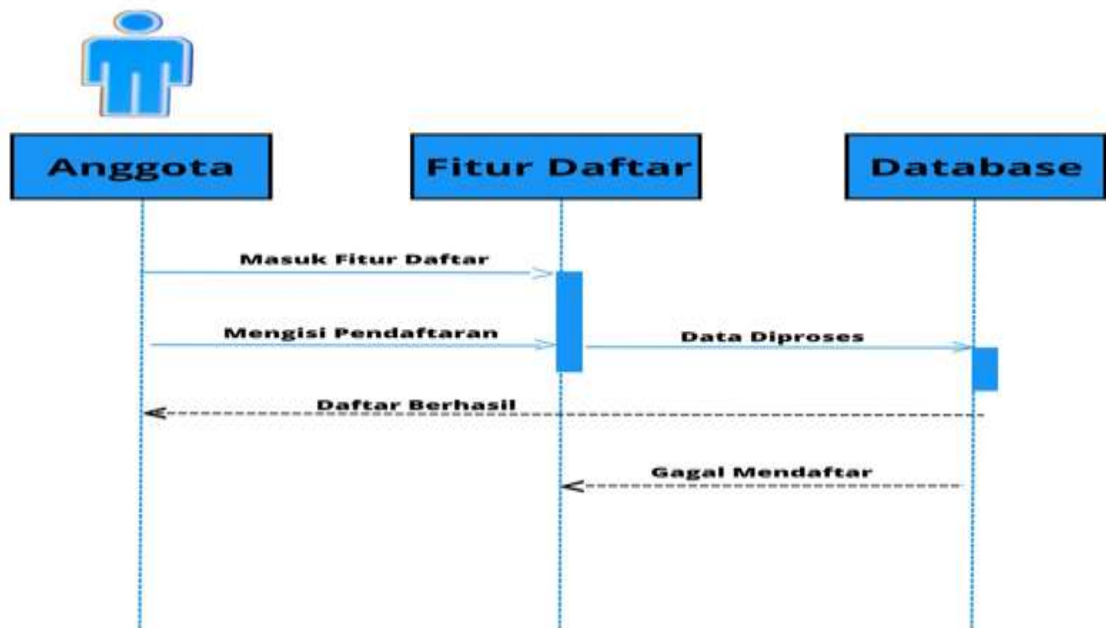 Anggota
Fitur Daftar
Database
Masuk Fitur Daftar
Mengisi Pendaftaran
Data Diproses
Daftar Berhasil
Gagal Mendaftar